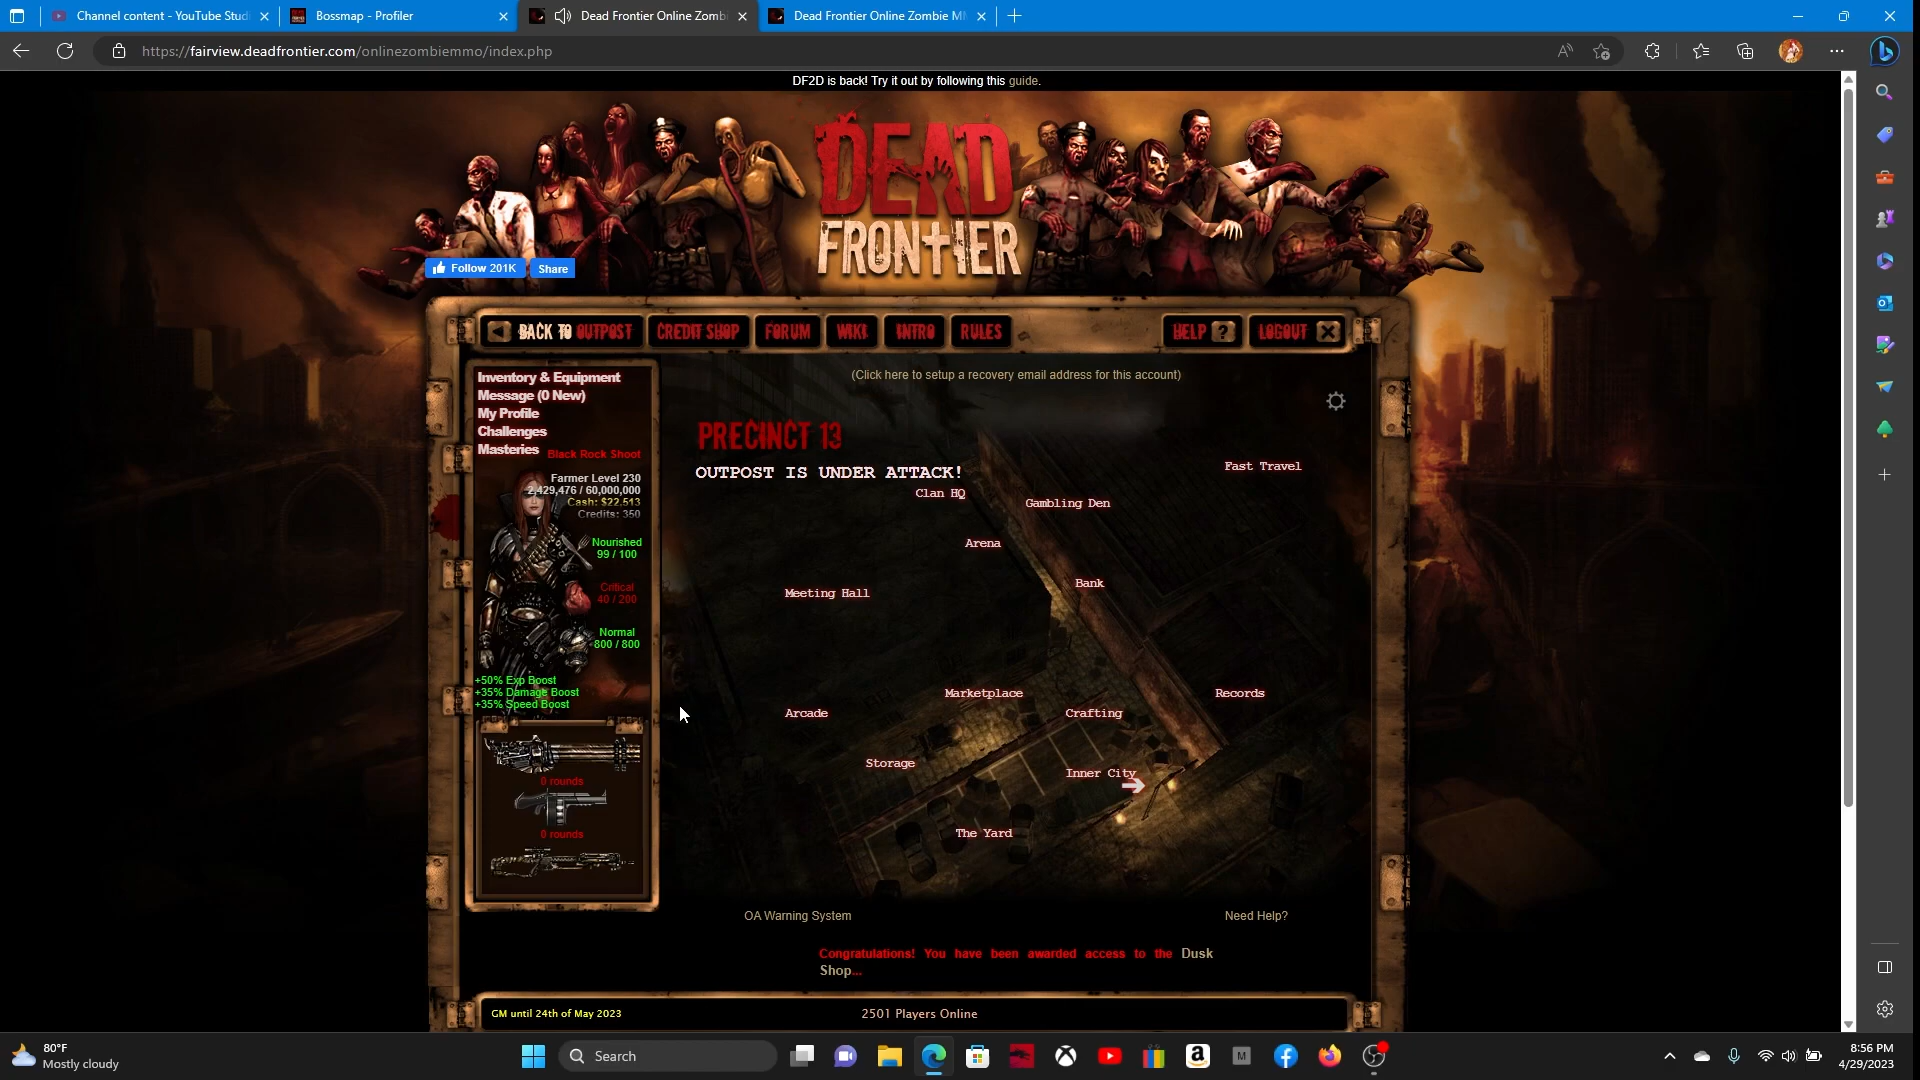 Channel content - YouTube Studi
Bossmap - Profiler
Dead Frontier Online Zombi
Dead Frontier Online Zombie MM
https://fairview.deadfrontier.com/onlinezombiemmo/index.php
DF2D is back! Try it out by following this guide.
DEAD
FRONTIER
Follow 201K
Share
BACK TO OUTPOST
CREDIT SHOP
FORUM
WIKI
INTRO
RULES
HELP ?
LOGOUT X
Inventory & Equipment
Message (0 New)
My Profile
Challenges
Masteries
Black Rock Shoot
Farmer Level 230
2,429,476 / 60,000,000
Cash: $22,513
Credits: 350
Nourished
99 / 100
Critical
40 / 200
Normal
800 / 800
+50% Exp Boost
+35% Damage Boost
+35% Speed Boost
0 rounds
0 rounds
(Click here to setup a recovery email address for this account)
PRECINCT 13
OUTPOST IS UNDER ATTACK!
Fast Travel
Clan HQ
Gambling Den
Arena
Bank
Meeting Hall
Marketplace
Records
Arcade
Crafting
Storage
Inner City
The Yard
OA Warning System
Need Help?
Congratulations! You have been awarded access to the Dusk
Shop...
GM until 24th of May 2023
2501 Players Online
80°F
Mostly cloudy
Search
8:56 PM
4/29/2023